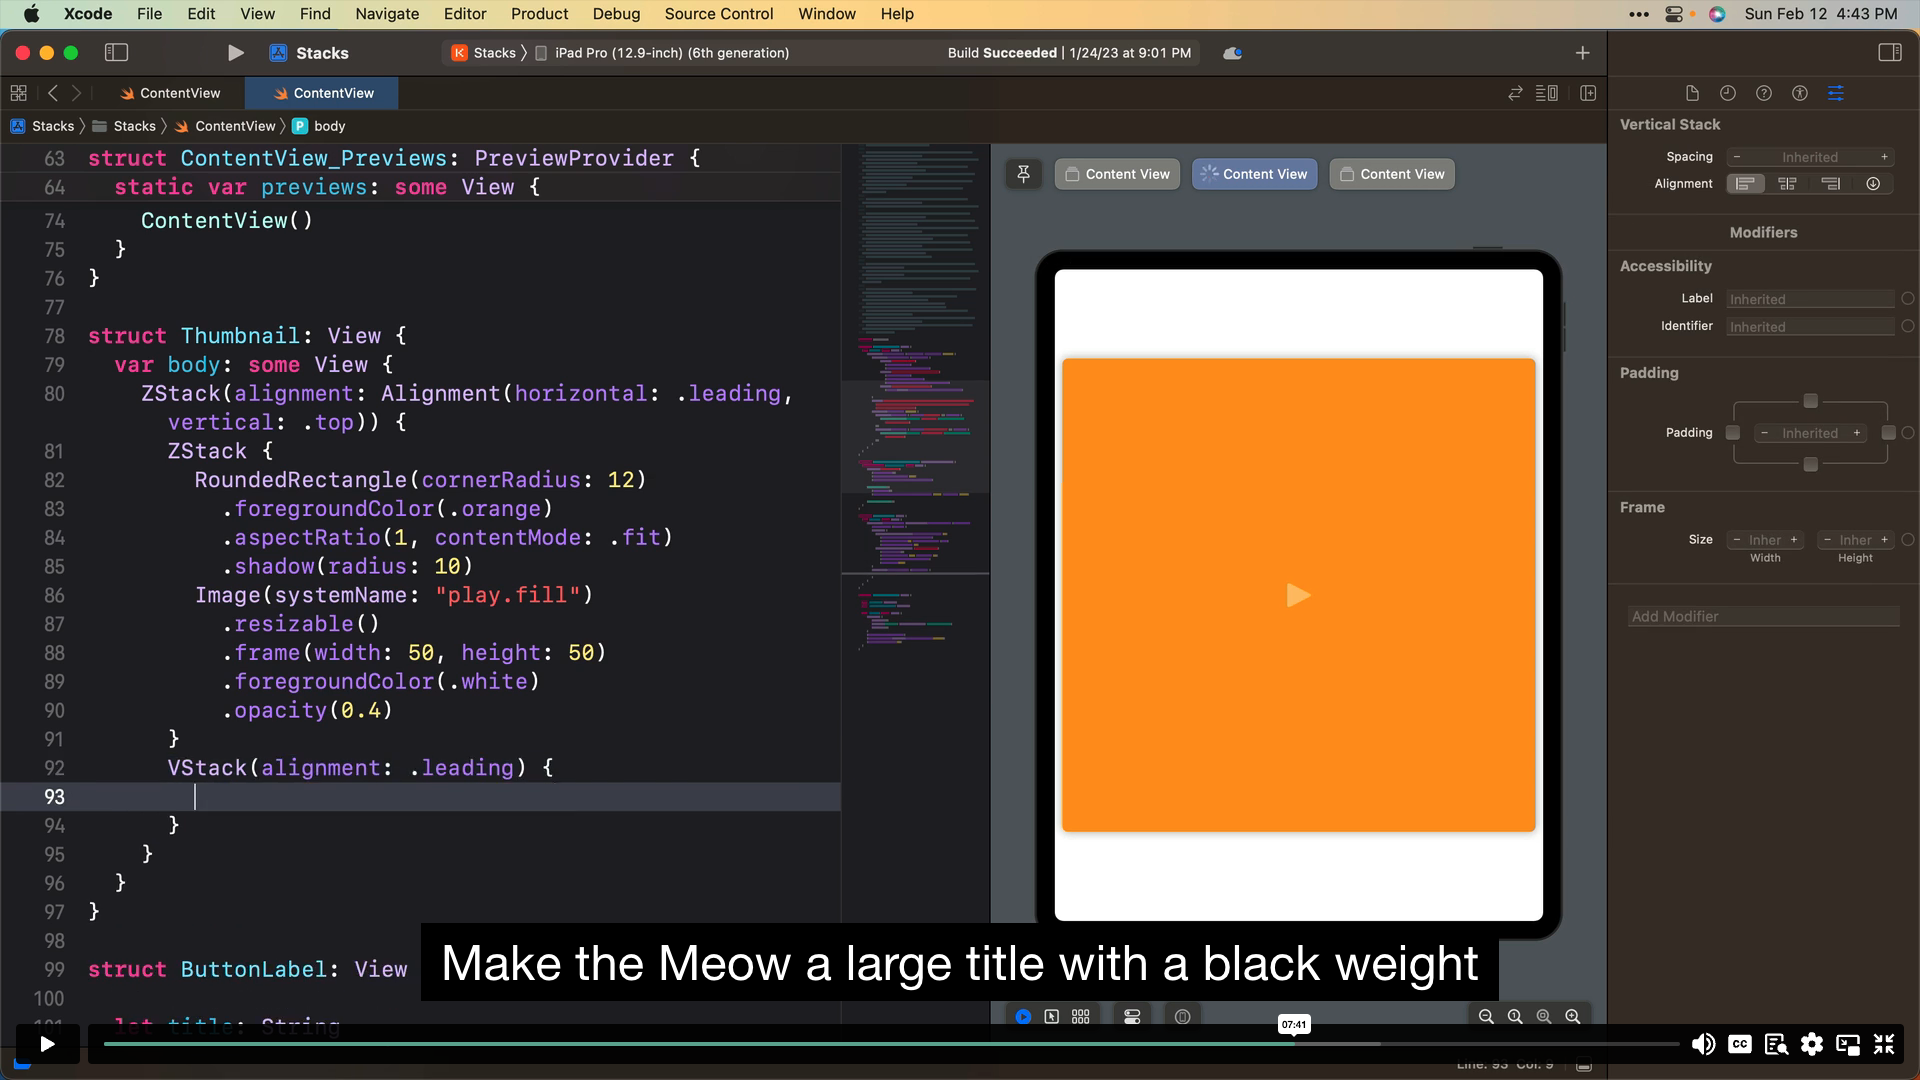 Xcode File Edit View Find Navigate Editor Product Debug Source Control Window Help Sun Feb 12 4:43 PM
Stacks Stacks iPad Pro (12.9-inch) (6th generation) Build Succeeded | 1/24/23 at 9:01 PM
ContentView ContentView
Stacks Stacks ContentView P body
63 struct ContentView_Previews: PreviewProvider {
64 static var previews: some View {
74 ContentView()
75 }
76 }
77
78 struct Thumbnail: View {
79 var body: some View {
80 ZStack(alignment: Alignment(horizontal: .leading,
vertical: .top)) {
81 ZStack {
82 RoundedRectangle(cornerRadius: 12)
83 .foregroundColor(.orange)
84 .aspectRatio(1, contentMode: .fit)
85 .shadow(radius: 10)
86 Image(systemName: "play.fill")
87 .resizable()
88 .frame(width: 50, height: 50)
89 .foregroundColor(.white)
90 .opacity(0.4)
91 }
92 VStack(alignment: .leading) {
93
94 }
95 }
96 }
97 }
98
99 struct ButtonLabel: View
100
101 let title: String
Content View Content View Content View
Vertical Stack
Spacing − Inherited +
Alignment
Modifiers
Accessibility
Label Inherited
Identifier Inherited
Padding
Padding − Inherited +
Frame
Size − Inher + − Inher +
Width Height
Add Modifier
Make the Meow a large title with a black weight
07:41
CC
Line: 93 Col: 9